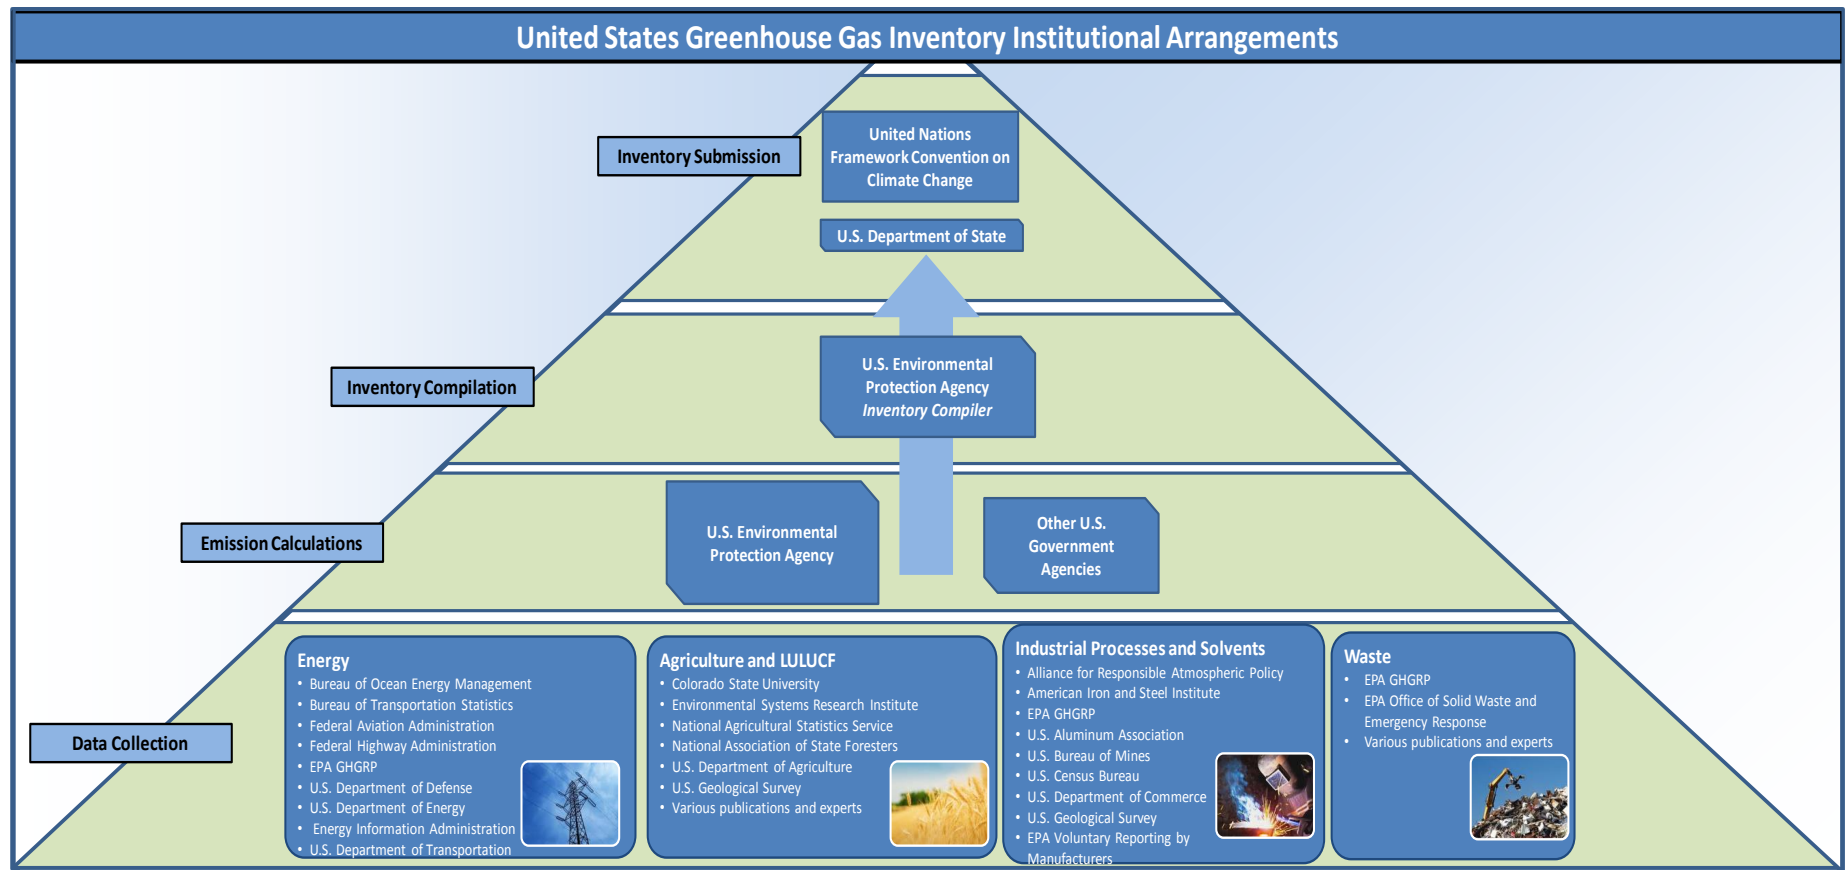 United States Greenhouse Gas Inventory Institutional Arrangements
Inventory Submission
United Nations
Framework Convention on
Climate Change
U.S. Department of State
Inventory Compilation
U.S. Environmental
Protection Agency
Inventory Compiler
Emission Calculations
U.S. Environmental
Protection Agency
Other U.S.
Government
Agencies
Data Collection
Energy
• Bureau of Ocean Energy Management
• Bureau of Transportation Statistics
• Federal Aviation Administration
• Federal Highway Administration
• EPA GHGRP
• U.S. Department of Defense
• U.S. Department of Energy
• Energy Information Administration
• U.S. Department of Transportation
Agriculture and LULUCF
• Colorado State University
• Environmental Systems Research Institute
• National Agricultural Statistics Service
• National Association of State Foresters
• U.S. Department of Agriculture
• U.S. Geological Survey
• Various publications and experts
Industrial Processes and Solvents
• Alliance for Responsible Atmospheric Policy
• American Iron and Steel Institute
• EPA GHGRP
• U.S. Aluminum Association
• U.S. Bureau of Mines
• U.S. Census Bureau
• U.S. Department of Commerce
• U.S. Geological Survey
• EPA Voluntary Reporting by
Manufacturers
Waste
• EPA GHGRP
• EPA Office of Solid Waste and
Emergency Response
• Various publications and experts